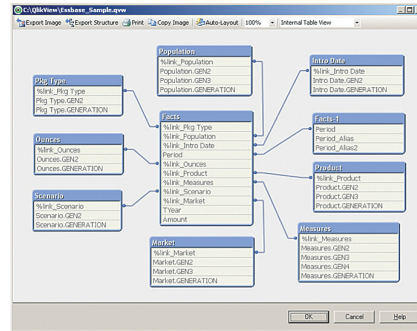 C:\QlikView\Essbase_Sample.qvw
Export Image Export Structure Print Copy Image Auto-Layout 100% Internal Table View
Population
%link_Population
Population.GEN2
Population.GEN3
Population.GENERATION
Intro Date
%link_Intro Date
Intro Date.GEN2
Intro Date.GENERATION
Pkg Type
%link_Pkg Type
Pkg Type.GEN2
Pkg Type.GENERATION
Facts
%link_Pkg Type
%link_Population
%link_Intro Date
Period
%link_Ounces
%link_Product
%link_Measures
%link_Scenario
%link_Market
TYear
Amount
Facts-1
Period
Period_Alias
Period_Alias2
Ounces
%link_Ounces
Ounces.GEN2
Ounces.GENERATION
Product
%link_Product
Product.GEN2
Product.GEN3
Product.GENERATION
Scenario
%link_Scenario
Scenario.GEN2
Scenario.GENERATION
Market
%link_Market
Market.GEN2
Market.GEN3
Market.GENERATION
Measures
%link_Measures
Measures.GEN2
Measures.GEN3
Measures.GEN4
Measures.GENERATION
OK Cancel Help